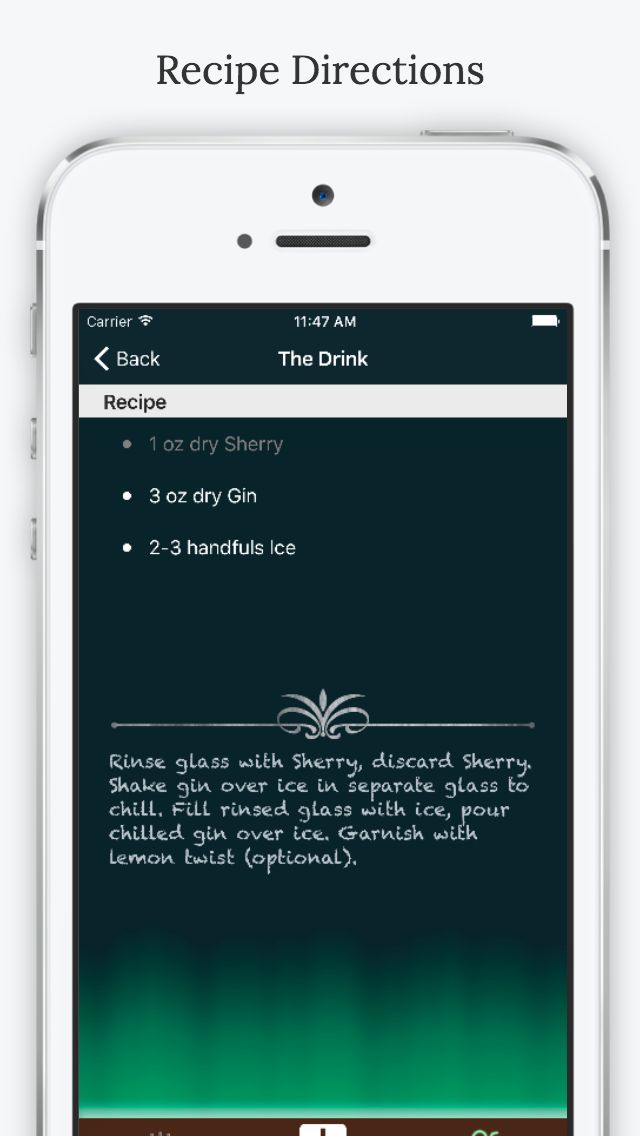 Recipe Directions
Carrier 11:47 AM
Back The Drink
Recipe
• 1 oz dry Sherry
• 3 oz dry Gin
• 2-3 handfuls Ice
Rinse glass with Sherry, discard Sherry.
Shake gin over ice in separate glass to
chill. Fill rinsed glass with ice, pour
chilled gin over ice. Garnish with
lemon twist (optional).